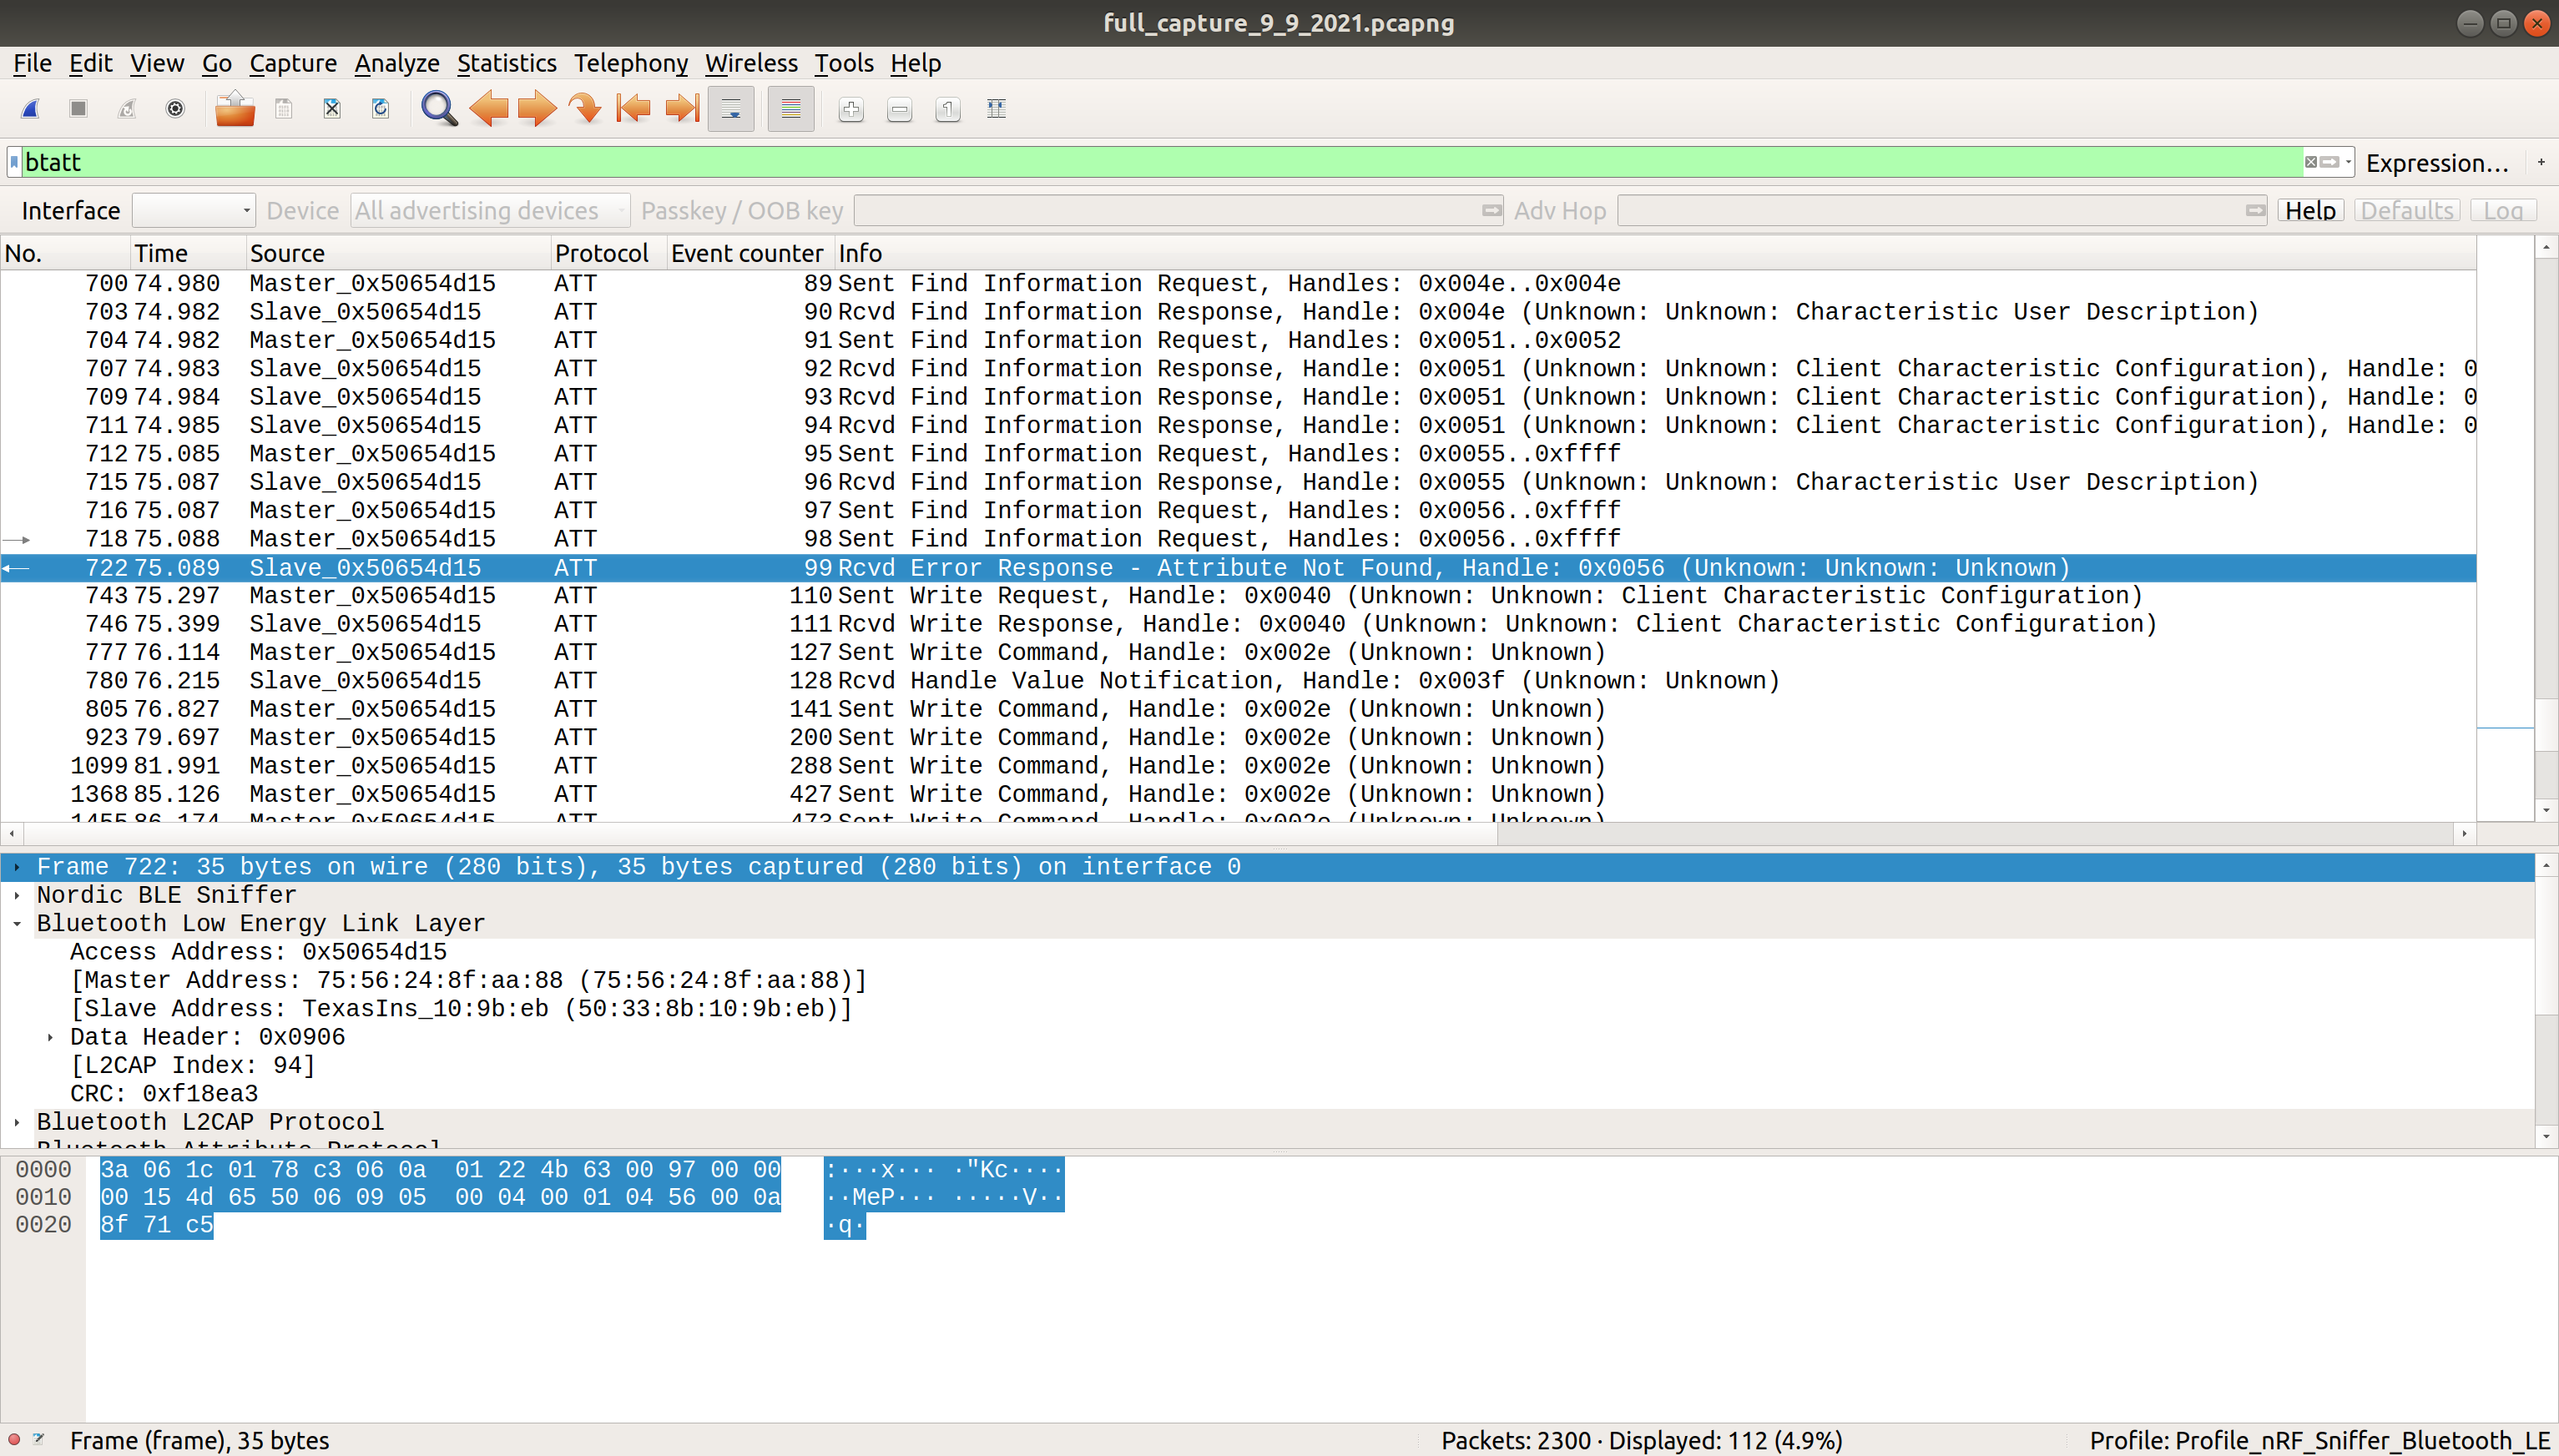 full_capture_9_9_2021.pcapng
File Edit View Go Capture Analyze Statistics Telephony Wireless Tools Help
btatt Expression… +
Interface Device All advertising devices Passkey / OOB key Adv Hop Help Defaults Log
No. Time Source Protocol Event counter Info
700 74.980 Master_0x50654d15 ATT 89 Sent Find Information Request, Handles: 0x004e..0x004e
703 74.982 Slave_0x50654d15 ATT 90 Rcvd Find Information Response, Handle: 0x004e (Unknown: Unknown: Characteristic User Description)
704 74.982 Master_0x50654d15 ATT 91 Sent Find Information Request, Handles: 0x0051..0x0052
707 74.983 Slave_0x50654d15 ATT 92 Rcvd Find Information Response, Handle: 0x0051 (Unknown: Unknown: Client Characteristic Configuration), Handle: 0
709 74.984 Slave_0x50654d15 ATT 93 Rcvd Find Information Response, Handle: 0x0051 (Unknown: Unknown: Client Characteristic Configuration), Handle: 0
711 74.985 Slave_0x50654d15 ATT 94 Rcvd Find Information Response, Handle: 0x0051 (Unknown: Unknown: Client Characteristic Configuration), Handle: 0
712 75.085 Master_0x50654d15 ATT 95 Sent Find Information Request, Handles: 0x0055..0xffff
715 75.087 Slave_0x50654d15 ATT 96 Rcvd Find Information Response, Handle: 0x0055 (Unknown: Unknown: Characteristic User Description)
716 75.087 Master_0x50654d15 ATT 97 Sent Find Information Request, Handles: 0x0056..0xffff
718 75.088 Master_0x50654d15 ATT 98 Sent Find Information Request, Handles: 0x0056..0xffff
722 75.089 Slave_0x50654d15 ATT 99 Rcvd Error Response - Attribute Not Found, Handle: 0x0056 (Unknown: Unknown: Unknown)
743 75.297 Master_0x50654d15 ATT 110 Sent Write Request, Handle: 0x0040 (Unknown: Unknown: Client Characteristic Configuration)
746 75.399 Slave_0x50654d15 ATT 111 Rcvd Write Response, Handle: 0x0040 (Unknown: Unknown: Client Characteristic Configuration)
777 76.114 Master_0x50654d15 ATT 127 Sent Write Command, Handle: 0x002e (Unknown: Unknown)
780 76.215 Slave_0x50654d15 ATT 128 Rcvd Handle Value Notification, Handle: 0x003f (Unknown: Unknown)
805 76.827 Master_0x50654d15 ATT 141 Sent Write Command, Handle: 0x002e (Unknown: Unknown)
923 79.697 Master_0x50654d15 ATT 200 Sent Write Command, Handle: 0x002e (Unknown: Unknown)
1099 81.991 Master_0x50654d15 ATT 288 Sent Write Command, Handle: 0x002e (Unknown: Unknown)
1368 85.126 Master_0x50654d15 ATT 427 Sent Write Command, Handle: 0x002e (Unknown: Unknown)
1455 86.174 Master_0x50654d15 ATT 473 Sent Write Command, Handle: 0x002e (Unknown: Unknown)
Frame 722: 35 bytes on wire (280 bits), 35 bytes captured (280 bits) on interface 0
Nordic BLE Sniffer
Bluetooth Low Energy Link Layer
Access Address: 0x50654d15
[Master Address: 75:56:24:8f:aa:88 (75:56:24:8f:aa:88)]
[Slave Address: TexasIns_10:9b:eb (50:33:8b:10:9b:eb)]
Data Header: 0x0906
[L2CAP Index: 94]
CRC: 0xf18ea3
Bluetooth L2CAP Protocol
Bluetooth Attribute Protocol
0000 3a 06 1c 01 78 c3 06 0a 01 22 4b 63 00 97 00 00 :···x··· ·"Kc····
0010 00 15 4d 65 50 06 09 05 00 04 00 01 04 56 00 0a ··MeP··· ·····V··
0020 8f 71 c5 ·q·
Frame (frame), 35 bytes Packets: 2300 · Displayed: 112 (4.9%) Profile: Profile_nRF_Sniffer_Bluetooth_LE